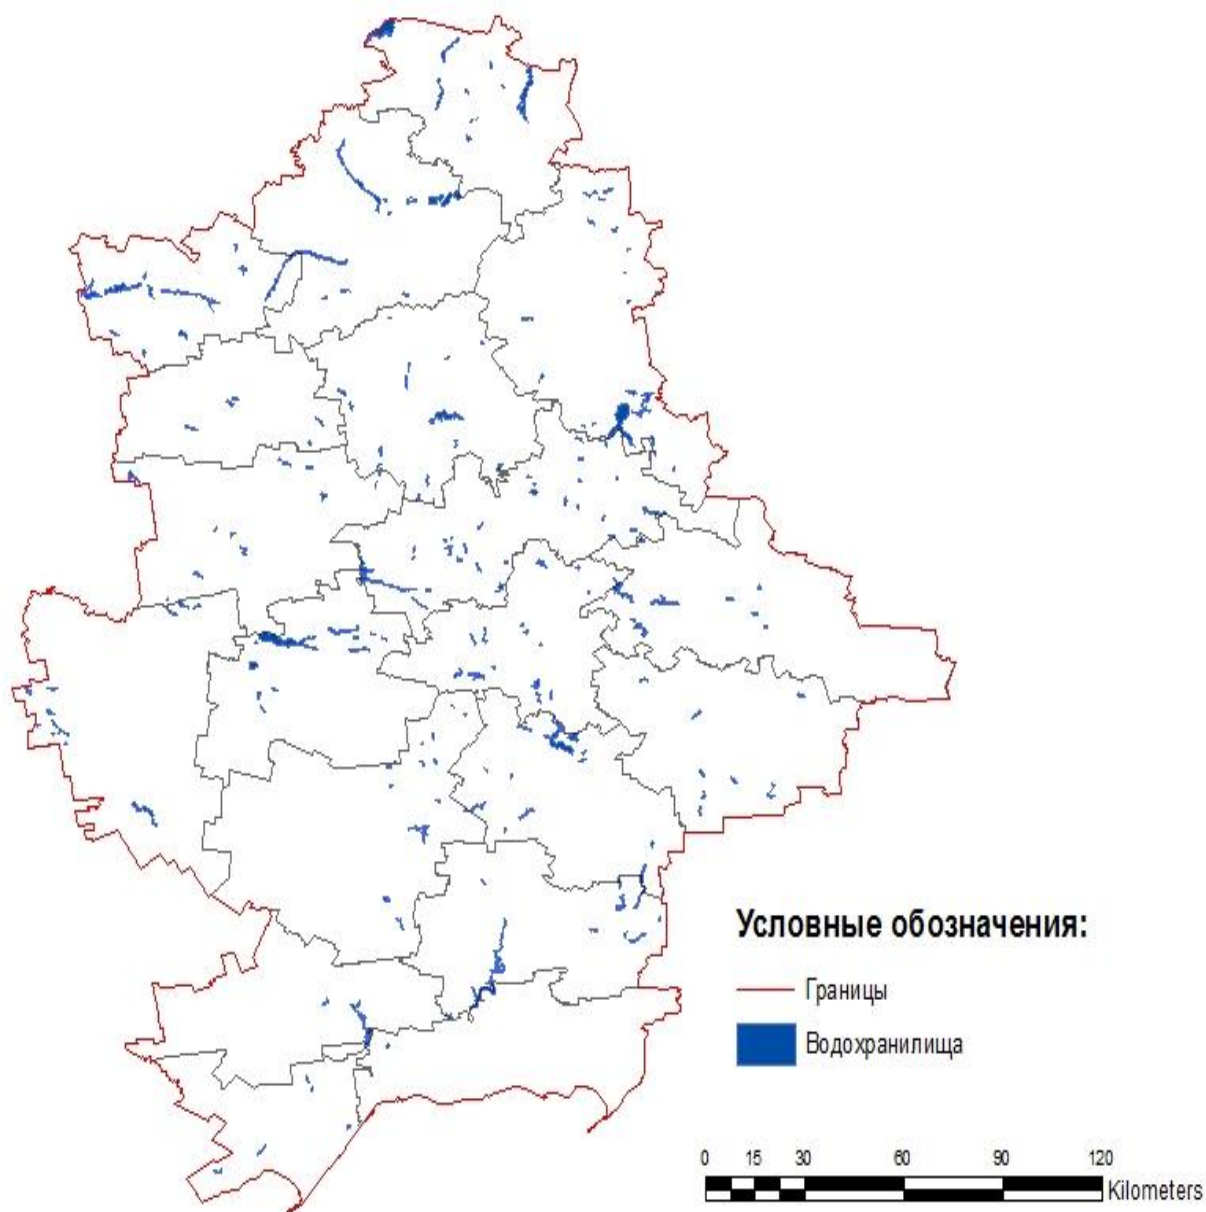 Условные обозначения:
Границы
Водохранилища
0 15 30 60 90 120
Kilometers